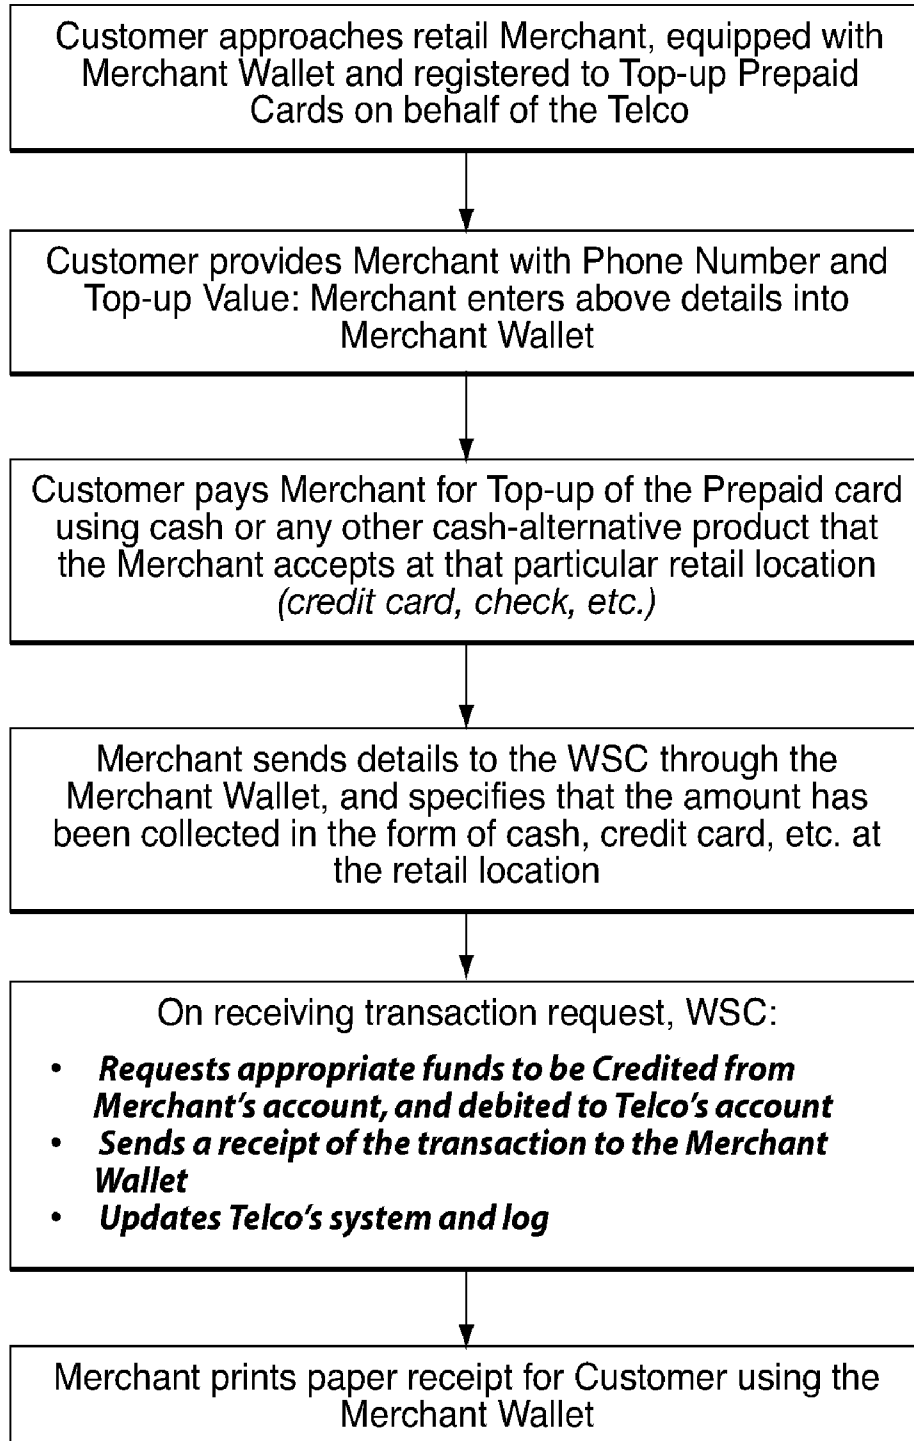 Customer approaches retail Merchant, equipped with
Merchant Wallet and registered to Top-up Prepaid
Cards on behalf of the Telco
Customer provides Merchant with Phone Number and
Top-up Value: Merchant enters above details into
Merchant Wallet
Customer pays Merchant for Top-up of the Prepaid card
using cash or any other cash-alternative product that
the Merchant accepts at that particular retail location
(credit card, check, etc.)
Merchant sends details to the WSC through the
Merchant Wallet, and specifies that the amount has
been collected in the form of cash, credit card, etc. at
the retail location
On receiving transaction request, WSC:
• Requests appropriate funds to be Credited from
Merchant's account, and debited to Telco's account
• Sends a receipt of the transaction to the Merchant
Wallet
• Updates Telco's system and log
Merchant prints paper receipt for Customer using the
Merchant Wallet